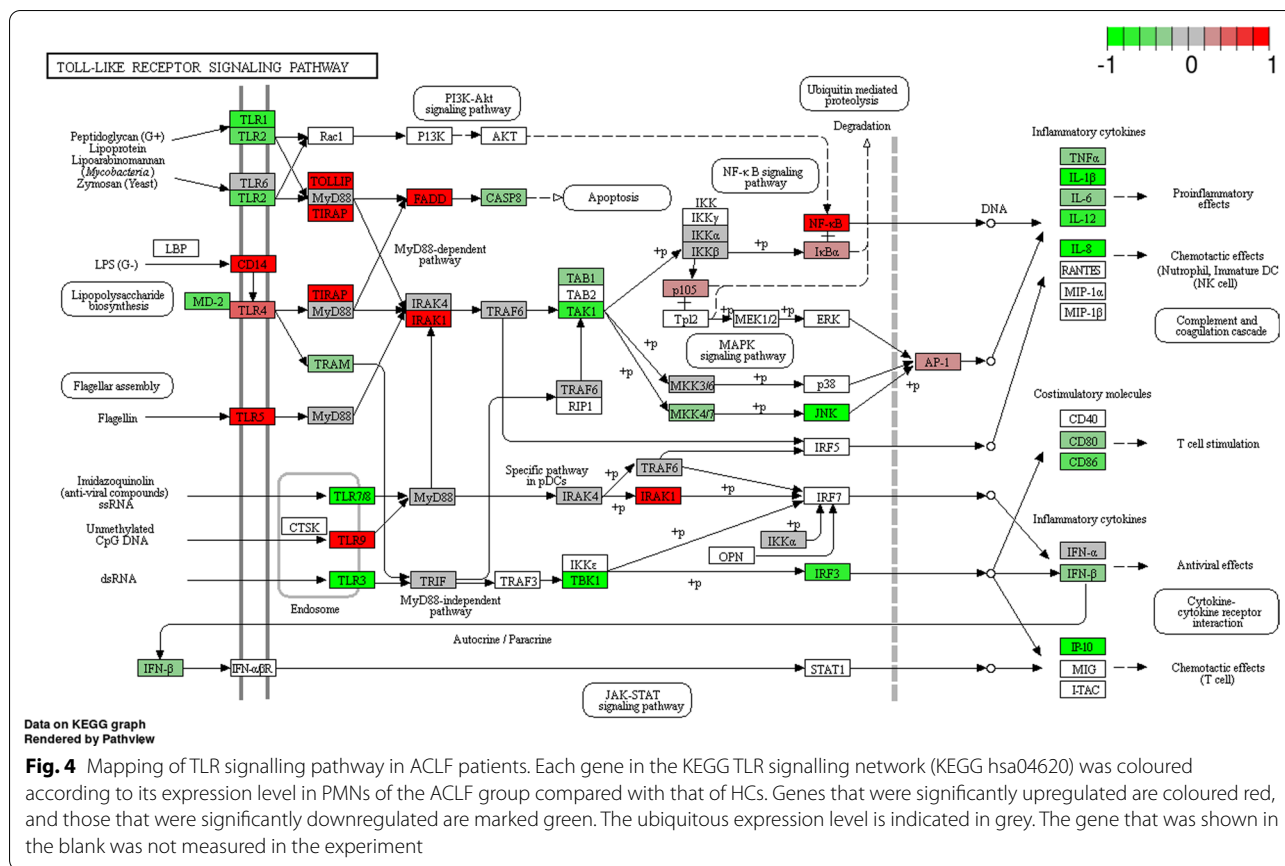 -1 0 1
TOLL-LIKE RECEPTOR SIGNALING PATHWAY
PI3K-Akt
signaling pathway
Ubiquitin mediated
proteolysis
Degradation
Peptidoglycan (G+)
Lipoprotein
Lipoarabinomannan
(Mycobacteria)
Zymosan (Yeast)
TLR1
TLR2
TLR6
TLR2
Rac1
P13K
AKT
TOLLIP
MyD88
TIRAP
FADD
CASP8
Apoptosis
MyD88-dependent
pathway
NF-κB signaling
pathway
IKK
IKKγ
IKKα
IKKβ
+p
+p
NF-κB
IκBα
DNA
Inflammatory cytokines
TNFα
IL-1β
IL-6
IL-12
Proinflammatory
effects
IL-8
RANTES
MIP-1α
MIP-1β
Chemotactic effects
(Nutrophil, Immature DC
(NK cell)
Complement and
coagulation cascade
LBP
LPS (G-)
CD14
Lipopolysaccharide
biosynthesis
MD-2
TLR4
TIRAP
MyD88
IRAK4
IRAK1
TRAF6
TAB1
TAB2
TAK1
p105
Tpl2
+p
MEK1/2
+p
ERK
MAPK
signaling pathway
TRAM
Flagellar assembly
Flagellin
TLR5
MyD88
TRAF6
RIP1
+p
+p
+p
MKK3/6
+p
p38
MKK4/7
+p
JNK
+p
AP-1
IRF5
Costimulatory molecules
CD40
CD80
CD86
T cell stimulation
Imidazoquinolin
(anti-viral compounds)
ssRNA
TLR7/8
MyD88
Specific pathway
in pDCs
IRAK4
+p
+p
TRAF6
IRAK1
+p
IRF7
Unmethylated
CpG DNA
CTSK
TLR9
+p
+p
IKKα
OPN
Inflammatory cytokines
IFN-α
IFN-β
Antiviral effects
dsRNA
TLR3
Endosome
TRIF
TRAF3
IKKε
TBK1
+p
IRF3
MyD88-independent
pathway
Cytokine-
cytokine receptor
interaction
Autocrine / Paracrine
IFN-β
IFN-αβR
STAT1
JAK-STAT
signaling pathway
IP-10
MIG
I-TAC
Chemotactic effects
(T cell)
Data on KEGG graph
Rendered by Pathview
Fig. 4 Mapping of TLR signalling pathway in ACLF patients. Each gene in the KEGG TLR signalling network (KEGG hsa04620) was coloured
according to its expression level in PMNs of the ACLF group compared with that of HCs. Genes that were significantly upregulated are coloured red,
and those that were significantly downregulated are marked green. The ubiquitous expression level is indicated in grey. The gene that was shown in
the blank was not measured in the experiment